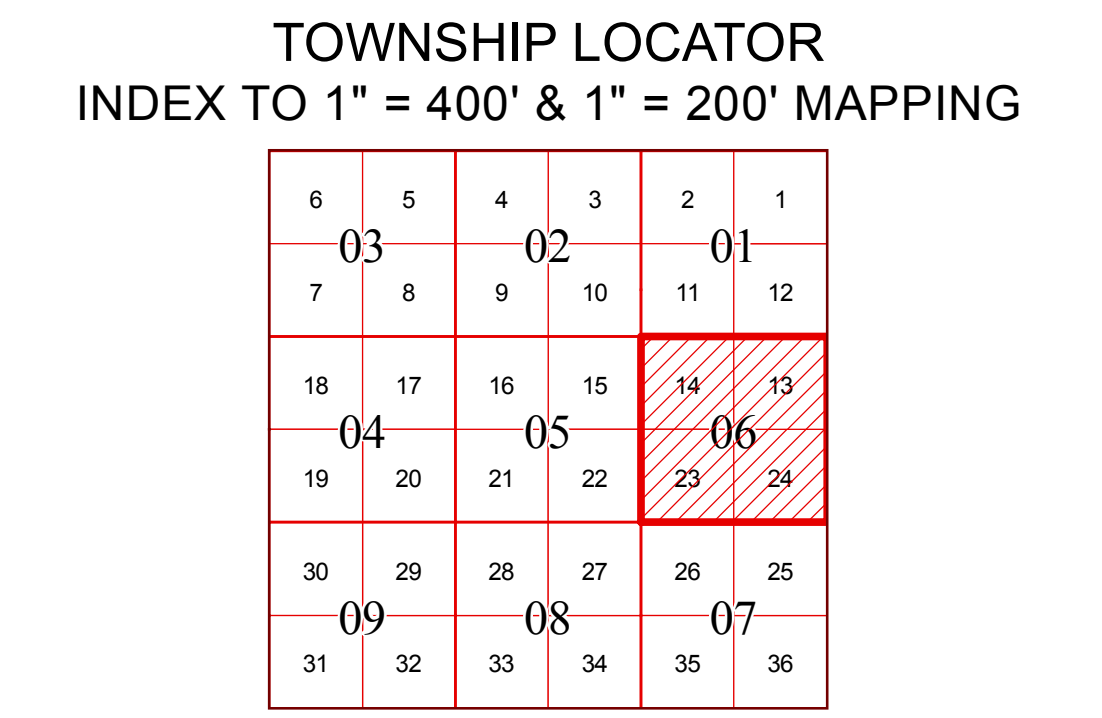 TOWNSHIP LOCATOR
INDEX TO 1" = 400' & 1" = 200' MAPPING
6 5 4 3 2 1
03 02 01
7 8 9 10 11 12
18 17 16 15 14 13
04 05 06
19 20 21 22 23 24
30 29 28 27 26 25
09 08 07
31 32 33 34 35 36